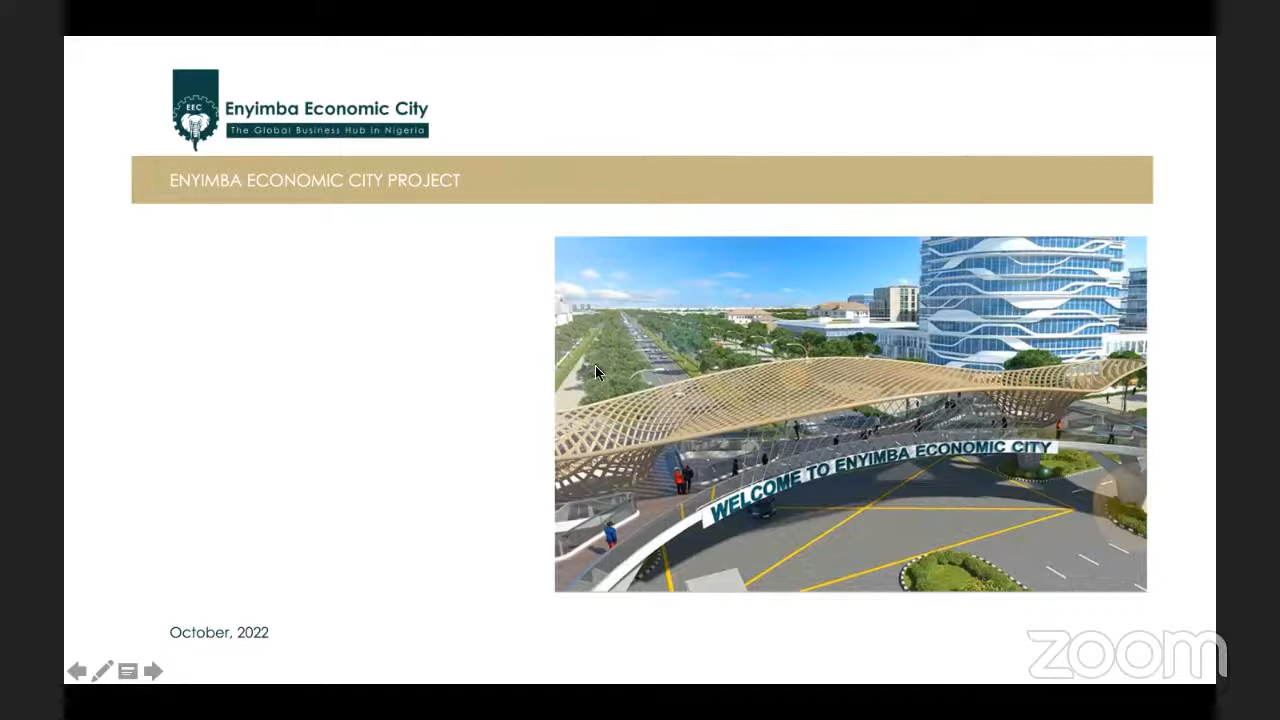 EEC
Enyimba Economic City
The Global Business Hub in Nigeria
ENYIMBA ECONOMIC CITY PROJECT
WELCOME TO ENYIMBA ECONOMIC CITY
October, 2022
zoom